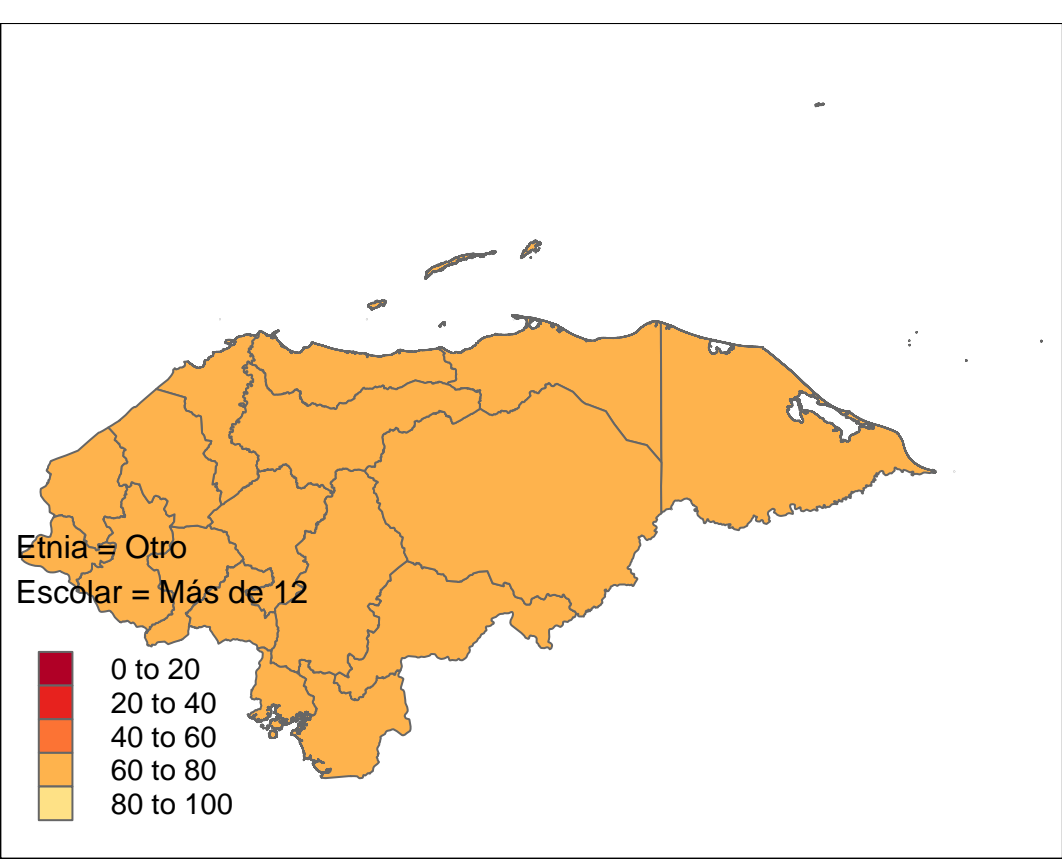 Etnia = Otro
Escolar = Más de 12
0 to 20
20 to 40
40 to 60
60 to 80
80 to 100